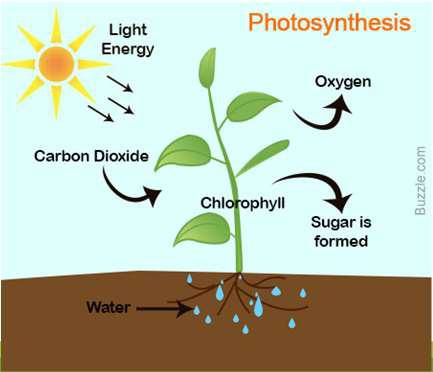 Photosynthesis
Light
Energy
Oxygen
Carbon Dioxide
Chlorophyll
Sugar is
formed
Water
Buzzle.com